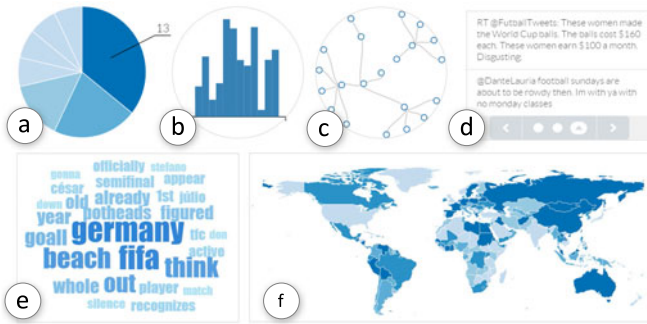 13
RT @FutballTweets: These women made
the World Cup balls. The balls cost $160
each. These women earn $100 a month.
Disgusting.
@DanteLauria football sundays are
about to be rowdy then. Im with ya with
no monday classes
a
b
c
d
gonna officially stefano
césar semifinal appear
down old already 1st júlio
year potheads figured
goall germany tfc don
active
beach fifa think
whole out player match
silence recognizes
e
f